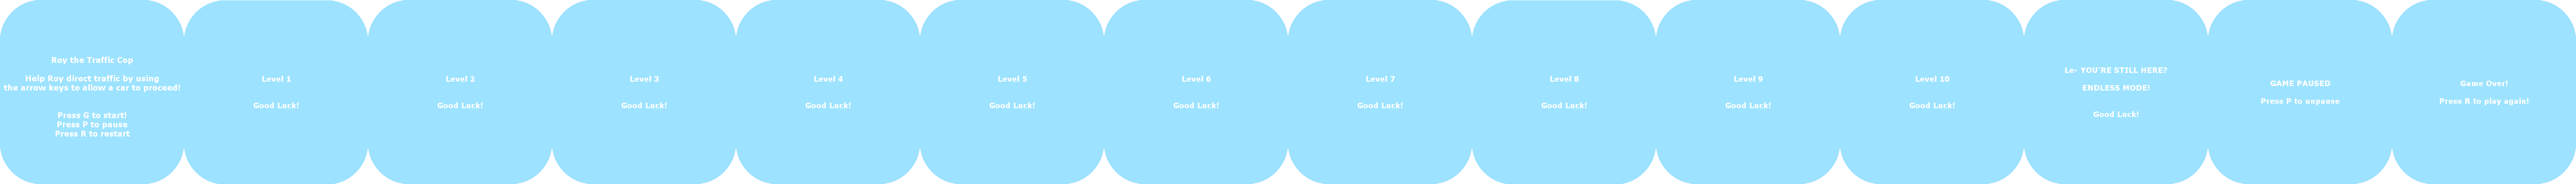 Roy the Traffic Cop
Help Roy direct traffic by using
the arrow keys to allow a car to proceed!
Press G to start!
Press P to pause
Press R to restart
Level 1
Good Luck!
Level 2
Good Luck!
Level 3
Good Luck!
Level 4
Good Luck!
Level 5
Good Luck!
Level 6
Good Luck!
Level 7
Good Luck!
Level 8
Good Luck!
Level 9
Good Luck!
Level 10
Good Luck!
Le- YOU'RE STILL HERE?
ENDLESS MODE!
Good Luck!
GAME PAUSED
Press P to unpause
Game Over!
Press R to play again!